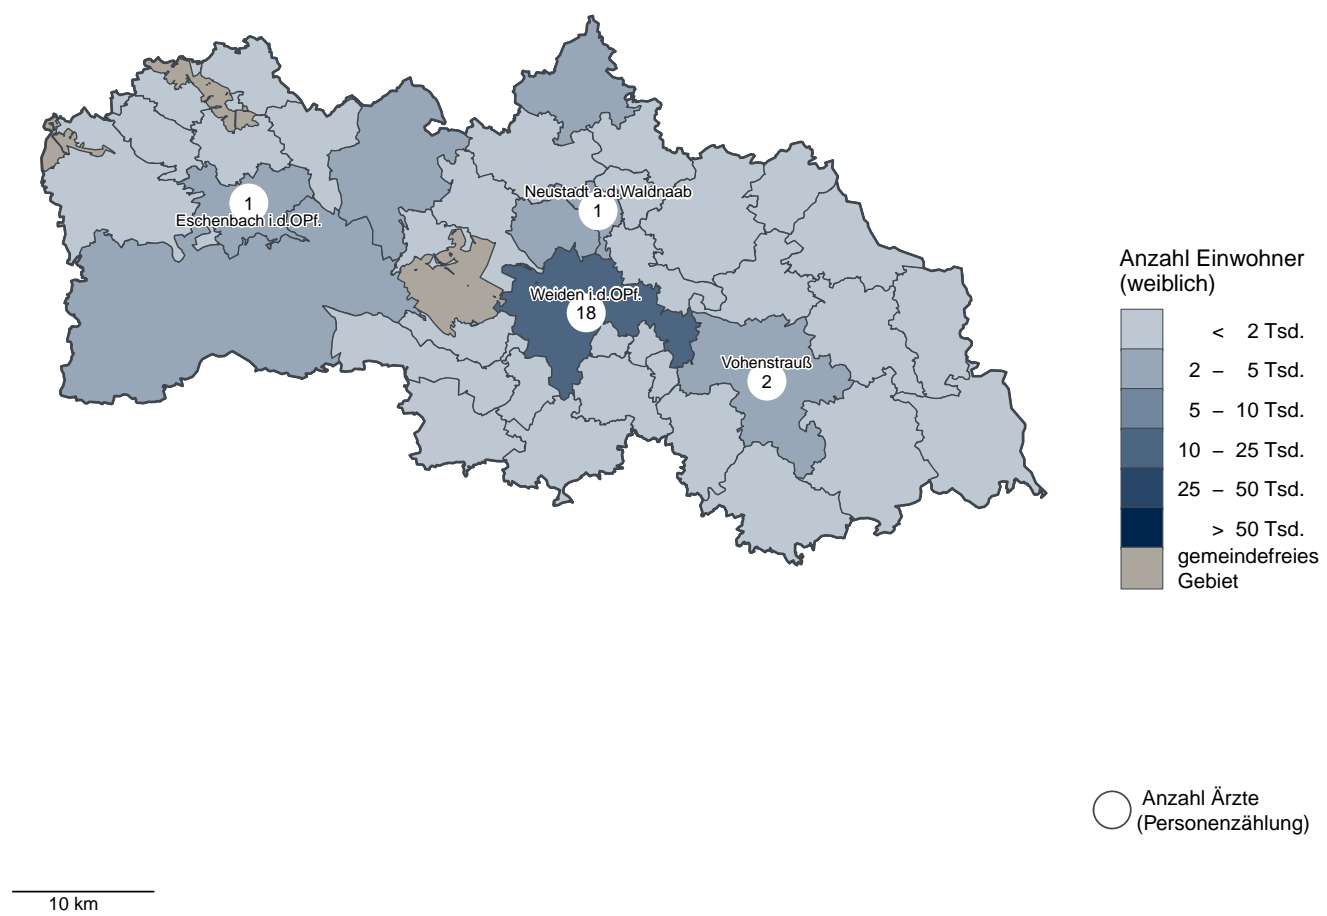 Neustadt a.d.Waldnaab
1
1
Eschenbach i.d.OPf.
Weiden i.d.OPf.
18
Vohenstrauß
2
Anzahl Einwohner
(weiblich)
< 2 Tsd.
2 – 5 Tsd.
5 – 10 Tsd.
10 – 25 Tsd.
25 – 50 Tsd.
> 50 Tsd.
gemeindefreies
Gebiet
Anzahl Ärzte
(Personenzählung)
10 km